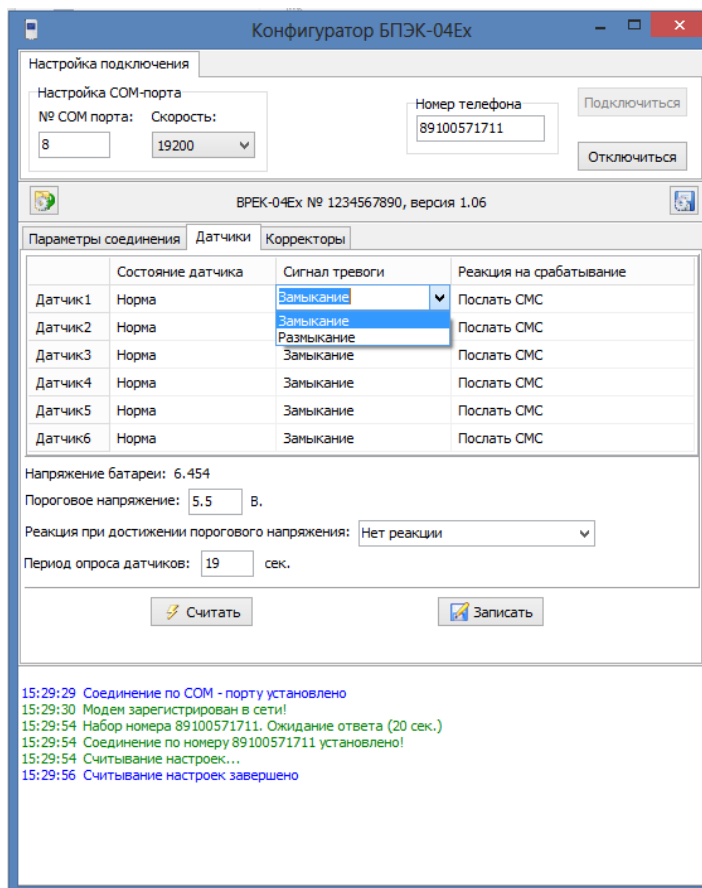 Конфигуратор БПЭК-04Ех
Настройка подключения
Настройка COM-порта
№ COM порта: Скорость:
8 19200
Номер телефона
89100571711
Подключиться
Отключиться
BPEK-04Ex № 1234567890, версия 1.06
Параметры соединения Датчики Корректоры
Состояние датчика Сигнал тревоги Реакция на срабатывание
Датчик1 Норма Замыкание Послать СМС
Замыкание
Размыкание
Датчик2 Норма Послать СМС
Датчик3 Норма Замыкание Послать СМС
Датчик4 Норма Замыкание Послать СМС
Датчик5 Норма Замыкание Послать СМС
Датчик6 Норма Замыкание Послать СМС
Напряжение батареи: 6.454
Пороговое напряжение: 5.5 В.
Реакция при достижении порогового напряжения: Нет реакции
Период опроса датчиков: 19 сек.
Считать Записать
15:29:29 Соединение по COM - порту установлено
15:29:30 Модем зарегистрирован в сети!
15:29:54 Набор номера 89100571711. Ожидание ответа (20 сек.)
15:29:54 Соединение по номеру 89100571711 установлено!
15:29:54 Считывание настроек...
15:29:56 Считывание настроек завершено